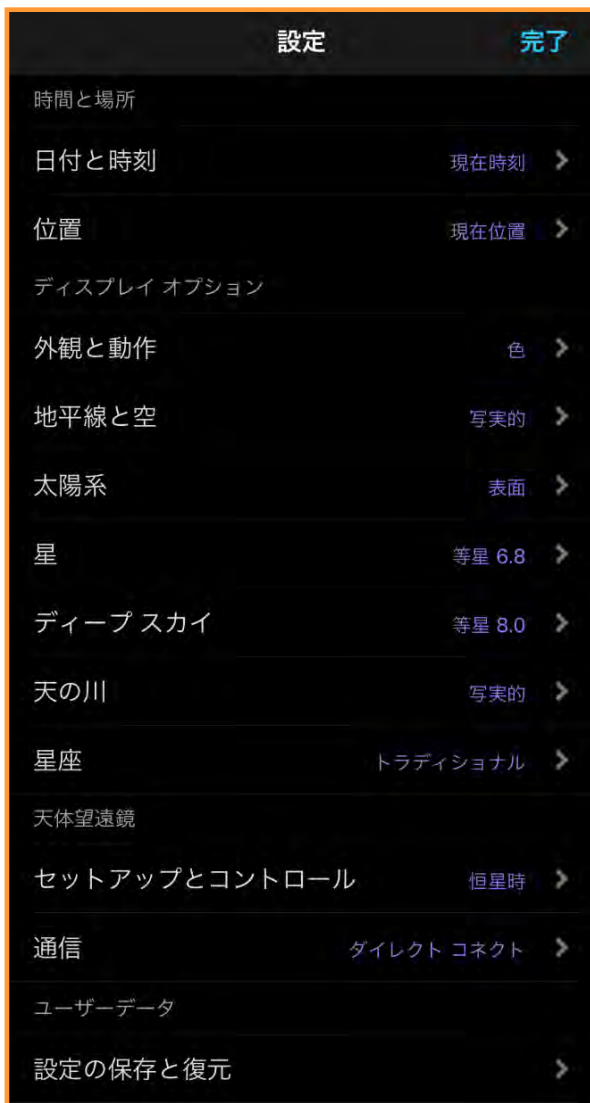 設定 完了
時間と場所
日付と時刻 現在時刻
位置 現在位置
ディスプレイ オプション
外観と動作 色
地平線と空 写実的
太陽系 表面
星 等星 6.8
ディープ スカイ 等星 8.0
天の川 写実的
星座 トラディショナル
天体望遠鏡
セットアップとコントロール 恒星時
通信 ダイレクト コネクト
ユーザーデータ
設定の保存と復元